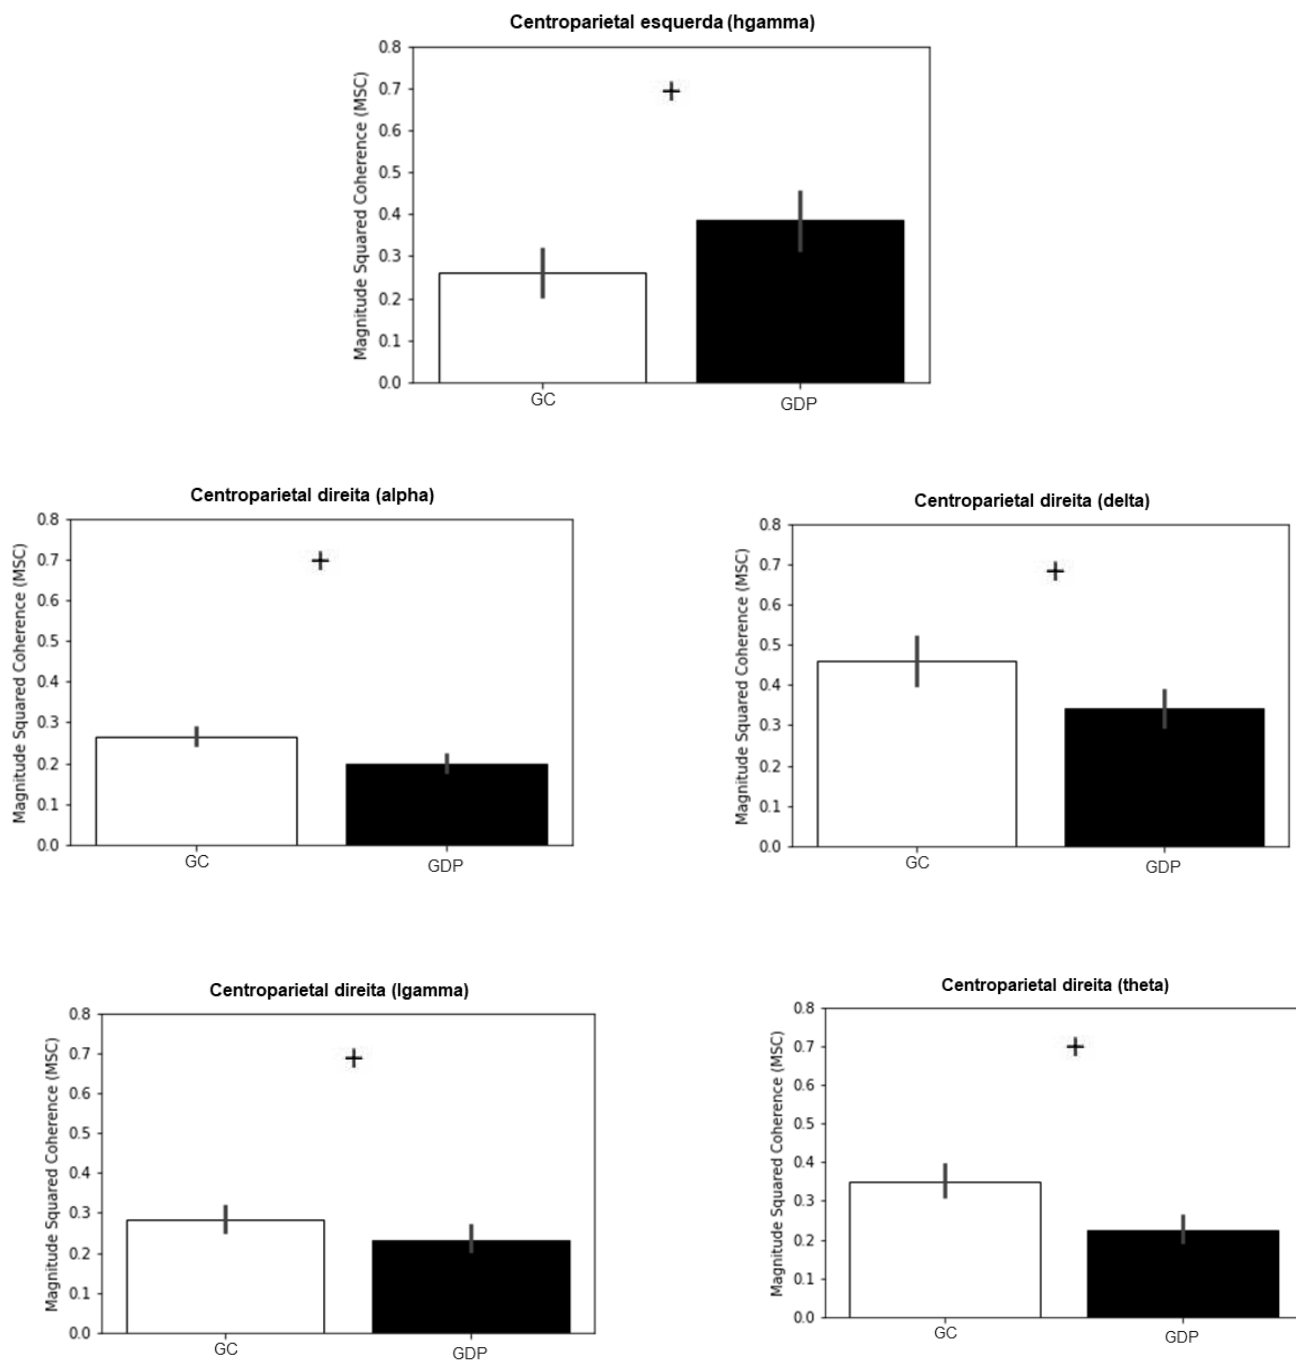 Centroparietal esquerda (hgamma)
Magnitude Squared Coherence (MSC)
0.8
0.7
0.6
0.5
0.4
0.3
0.2
0.1
0.0
+
GC
GDP
Centroparietal direita (alpha)
Magnitude Squared Coherence (MSC)
0.8
0.7
0.6
0.5
0.4
0.3
0.2
0.1
0.0
+
GC
GDP
Centroparietal direita (delta)
Magnitude Squared Coherence (MSC)
0.8
0.7
0.6
0.5
0.4
0.3
0.2
0.1
0.0
+
GC
GDP
Centroparietal direita (lgamma)
Magnitude Squared Coherence (MSC)
0.8
0.7
0.6
0.5
0.4
0.3
0.2
0.1
0.0
+
GC
GDP
Centroparietal direita (theta)
Magnitude Squared Coherence (MSC)
0.8
0.7
0.6
0.5
0.4
0.3
0.2
0.1
0.0
+
GC
GDP